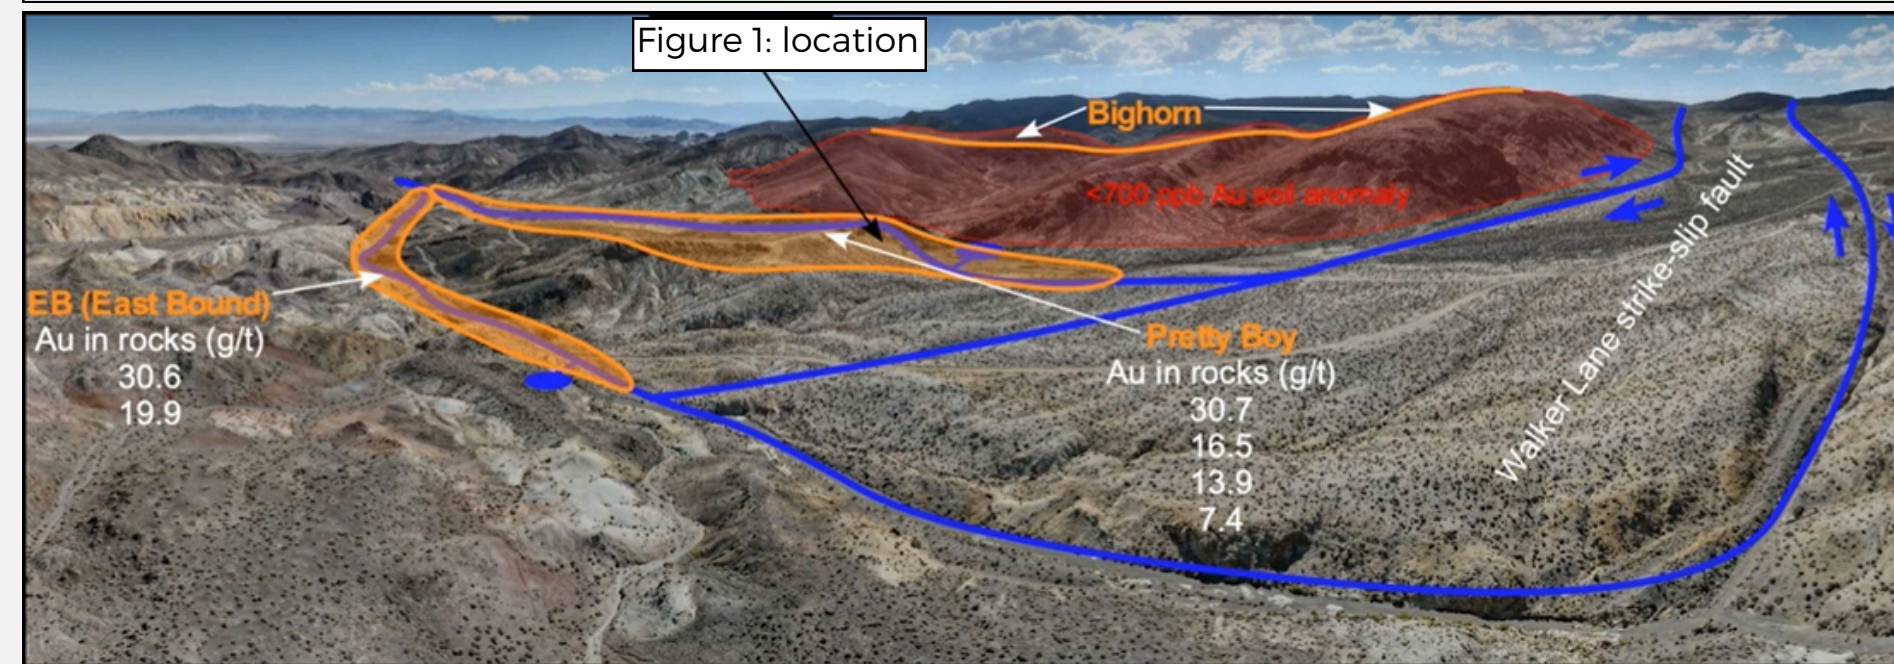 Figure 1: location
Bighorn
<700 ppb Au soil anomaly
Walker Lane strike-slip fault
EB (East Bound)
Au in rocks (g/t)
30.6
19.9
Pretty Boy
Au in rocks (g/t)
30.7
16.5
13.9
7.4